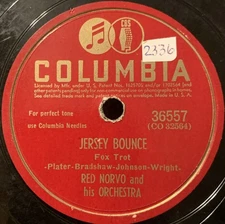 CBS
2336
COLUMBIA
For perfect tone
use Columbia Needles
36557
(CO 32364)
JERSEY BOUNCE
Fox Trot
-Plater-Bradshaw-Johnson-Wright-
RED NORVO and
his ORCHESTRA